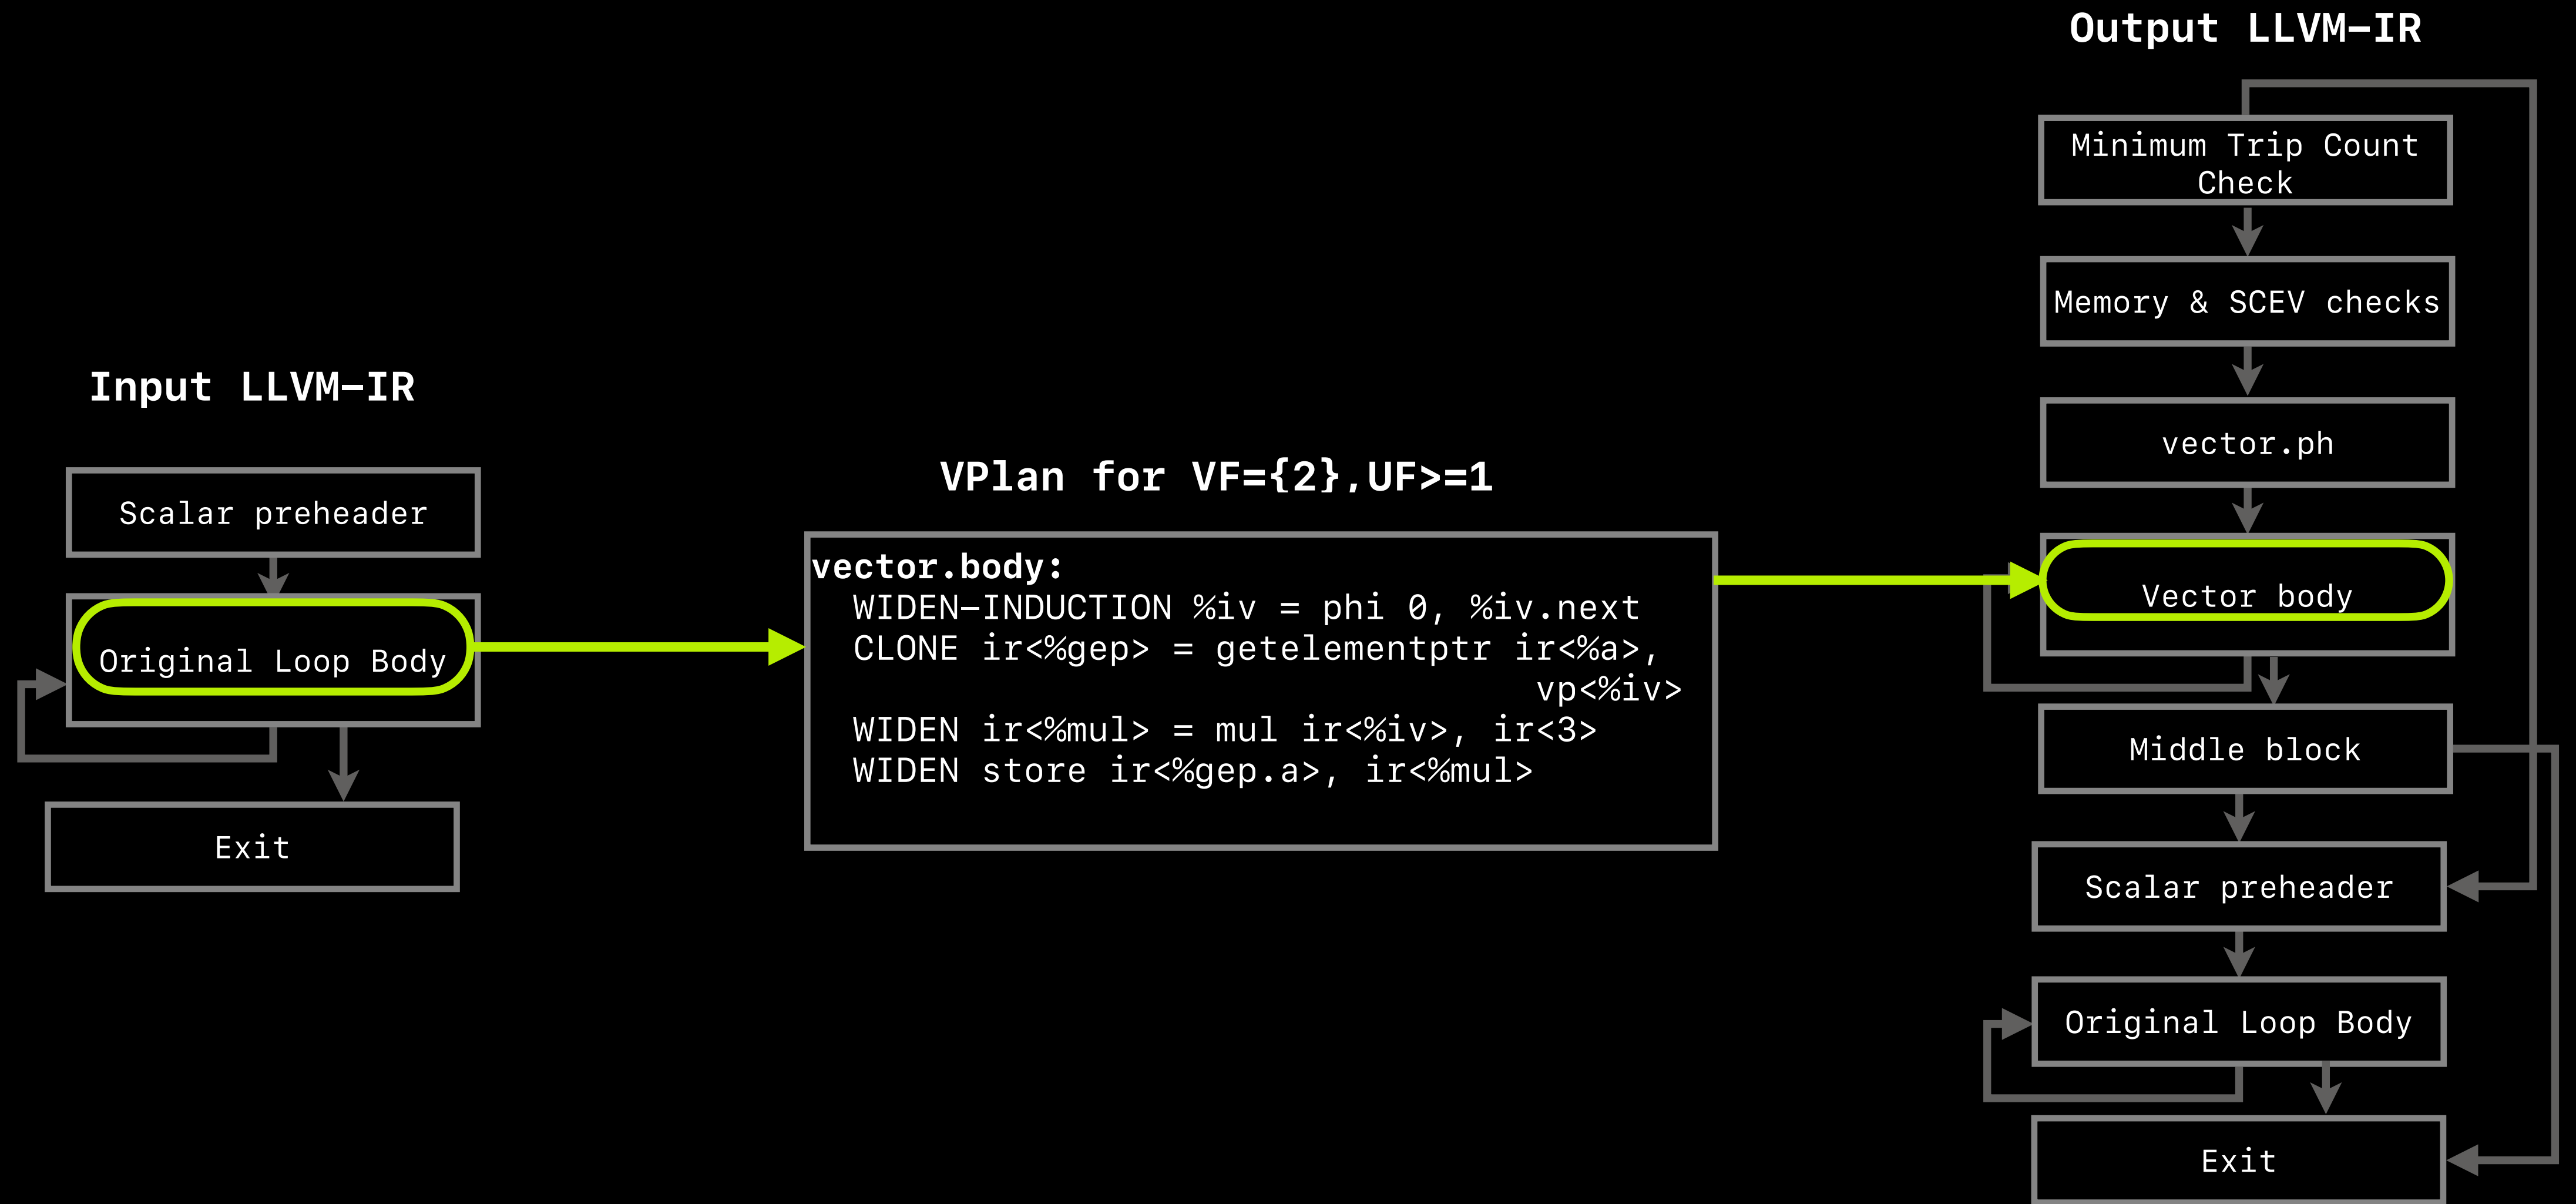 Input LLVM-IR
Scalar preheader
Original Loop Body
Exit
VPlan for VF={2},UF>=1
vector.body:
WIDEN-INDUCTION %iv = phi 0, %iv.next
CLONE ir<%gep> = getelementptr ir<%a>,
vp<%iv>
WIDEN ir<%mul> = mul ir<%iv>, ir<3>
WIDEN store ir<%gep.a>, ir<%mul>
Output LLVM-IR
Minimum Trip Count
Check
Memory & SCEV checks
vector.ph
Vector body
Middle block
Scalar preheader
Original Loop Body
Exit